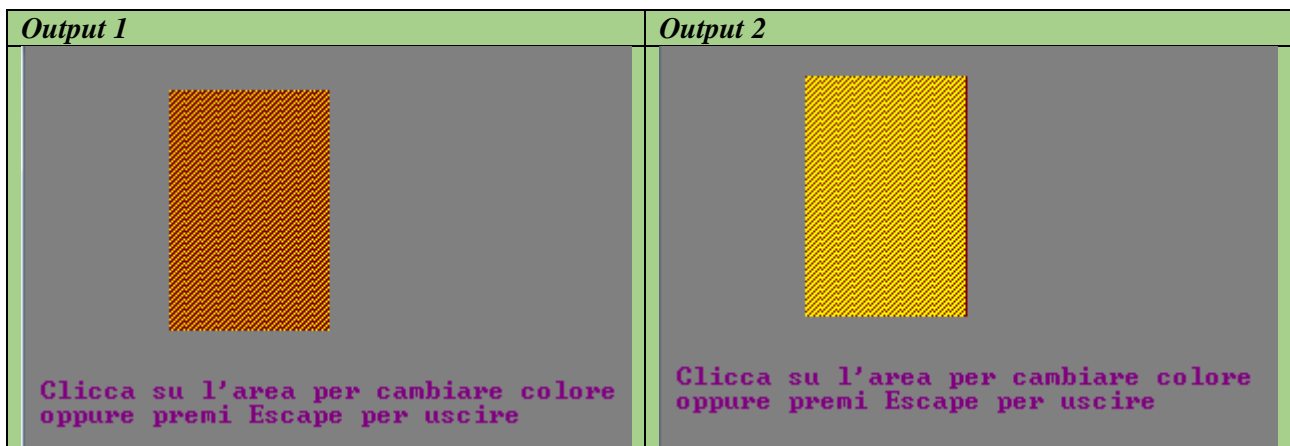 Output 1
Output 2
Clicca su l'area per cambiare colore
oppure premi Escape per uscire
Clicca su l'area per cambiare colore
oppure premi Escape per uscire